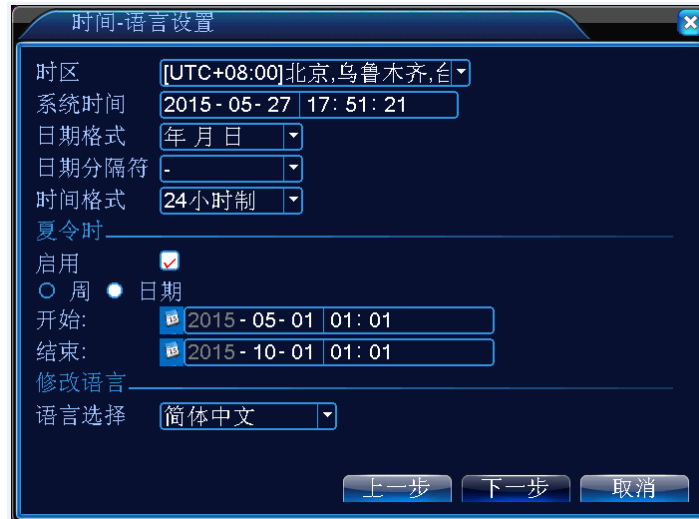 时间-语言设置
时区 [UTC+08:00]北京,乌鲁木齐,
系统时间 2015-05-27 17:51:21
日期格式 年 月 日
日期分隔符 -
时间格式 24小时制
夏令时
启用
周 日期
开始: 2015-05-01 01:01
结束: 2015-10-01 01:01
修改语言
语言选择 简体中文
上一步 下一步 取消